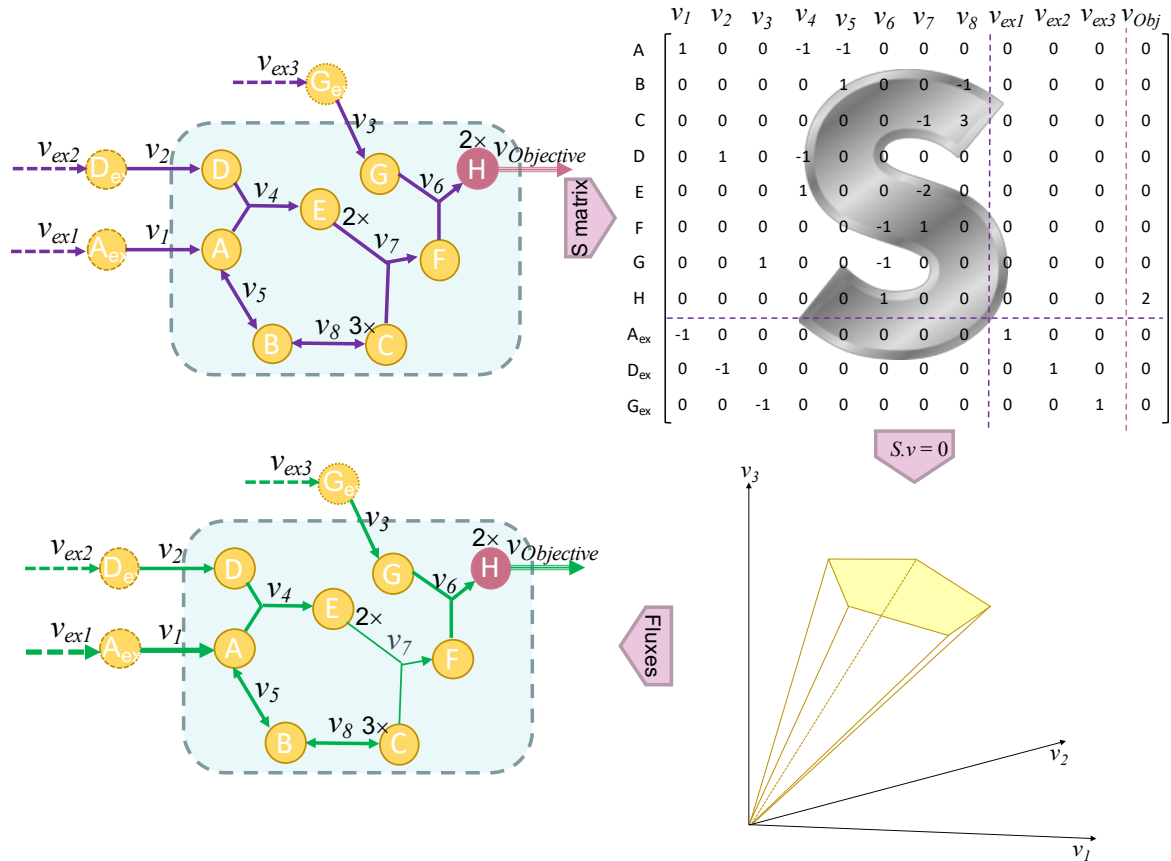 v_ex3
G_ex
v_3
v_ex2
D_ex
v_2
D
v_4
E
2×
G
v_6
2×
H
v_Objective
v_ex1
A_ex
v_1
A
v_7
F
v_5
B
v_8
3×
C
S matrix
v_1 v_2 v_3 v_4 v_5 v_6 v_7 v_8 v_ex1 v_ex2 v_ex3 v_Obj
A 1 0 0 -1 -1 0 0 0 0 0 0 0
B 0 0 0 0 1 0 0 -1 0 0 0 0
C 0 0 0 0 0 0 -1 3 0 0 0 0
D 0 1 0 -1 0 0 0 0 0 0 0 0
E 0 0 0 1 0 0 -2 0 0 0 0 0
F 0 0 0 0 0 -1 1 0 0 0 0 0
G 0 0 1 0 0 -1 0 0 0 0 0 0
H 0 0 0 0 0 1 0 0 0 0 0 2
A_ex -1 0 0 0 0 0 0 0 1 0 0 0
D_ex 0 -1 0 0 0 0 0 0 0 1 0 0
G_ex 0 0 -1 0 0 0 0 0 0 0 1 0
S.v = 0
v_3
v_2
v_1
Fluxes
v_ex3
G_e
v_3
v_ex2
D_e
v_2
D
v_4
E
2×
G
v_6
2×
H
v_Objective
v_ex1
A_ex
v_1
A
v_7
F
v_5
B
v_8
3×
C